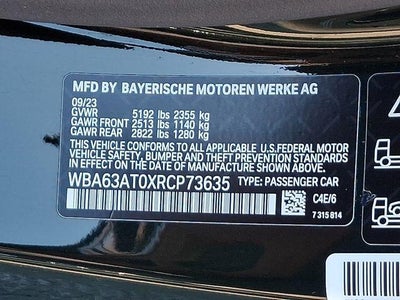 MFD BY BAYERISCHE MOTOREN WERKE AG
09/23
GVWR 5192 lbs 2355 kg
GAWR FRONT 2513 lbs 1140 kg
GAWR REAR 2822 lbs 1280 kg
THIS VEHICLE CONFORMS TO ALL APPLICABLE U.S.FEDERAL MOTOR
VEHICLE SAFETY, BUMPER, AND THEFT PREVENTION STANDARDS
IN EFFECT ON THE DATE OF MANUFACTURE SHOWN ABOVE.
WBA63AT0XRCP73635 TYPE: PASSENGER CAR
C4E/6
7 315 814